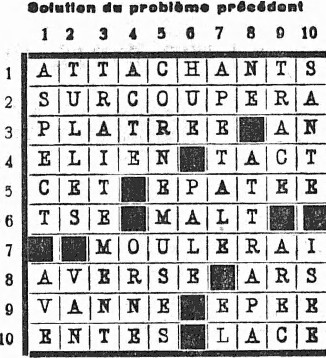 Solution du problème précédent
1 2 3 4 5 6 7 8 9 10
1 A T T A C H A N T S
2 S U R C O U P E R A
3 P L A T R E E A N
4 E L I E N T A C T
5 C E T E P A T E E
6 T S E M A L T
7 M O U L E R A I
8 A V E R S E A R S
9 V A N N E E P E E
10 E N T E S L A C E